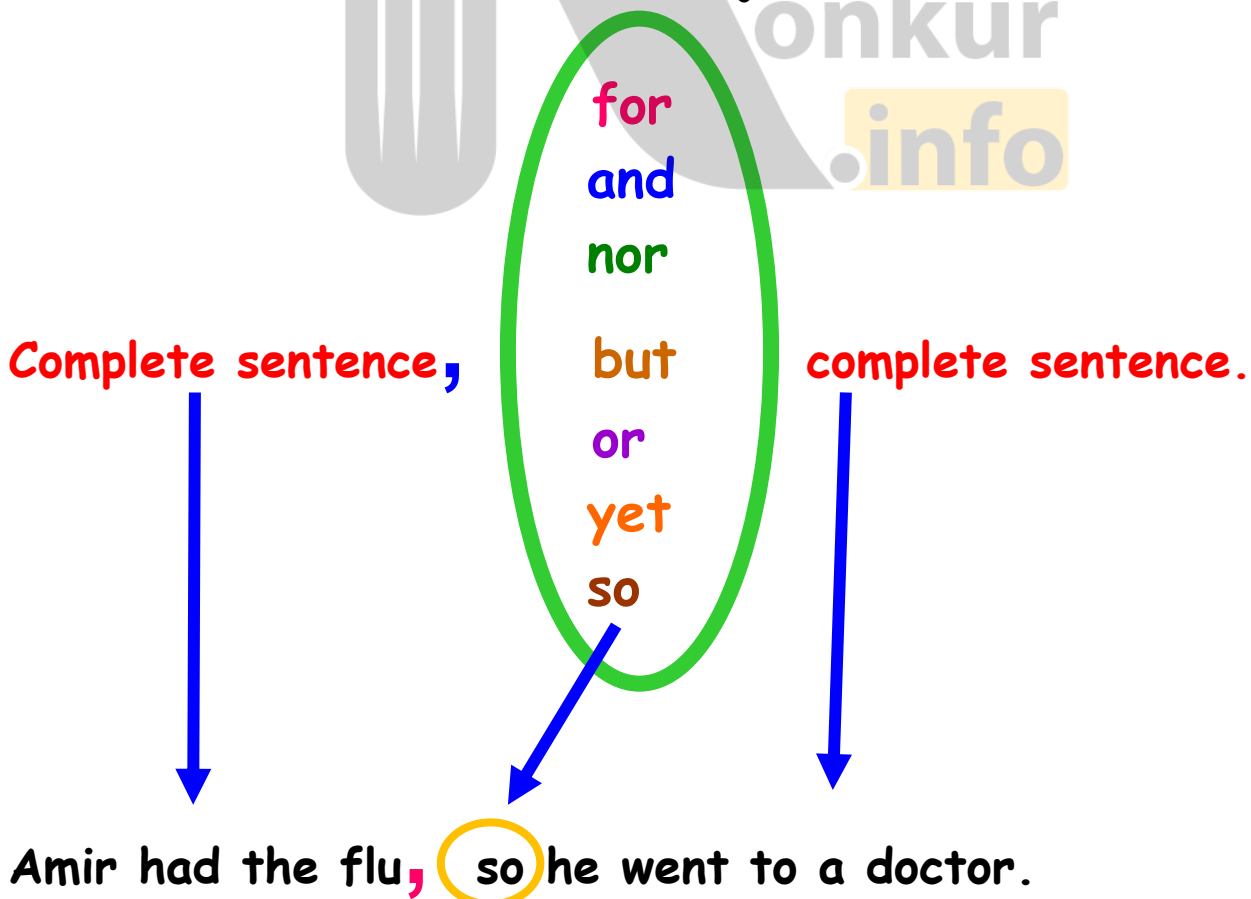 onkur
.info
for
and
nor
Complete sentence, but complete sentence.
or
yet
so
Amir had the flu, so he went to a doctor.